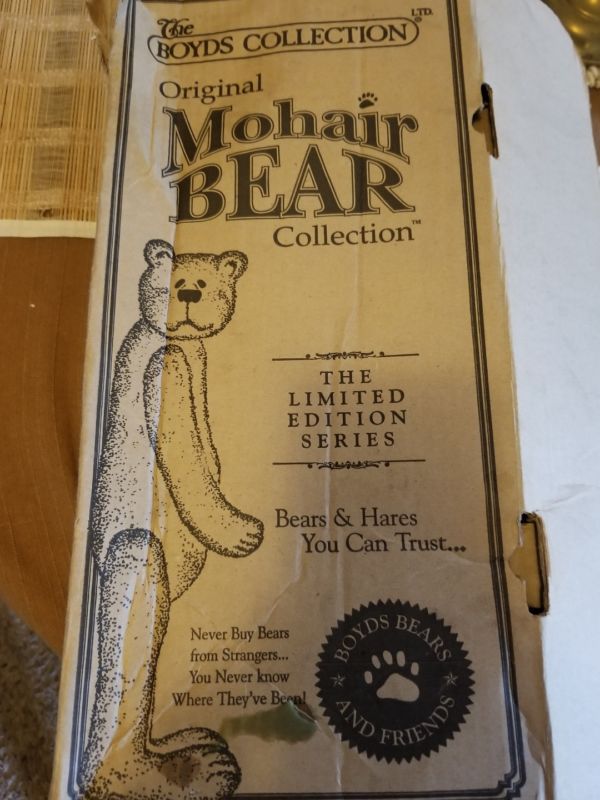 The
BOYDS COLLECTION LTD.
Original
Mohair
BEAR
Collection™
THE
LIMITED
EDITION
SERIES
Bears & Hares
You Can Trust...
Never Buy Bears
from Strangers...
You Never know
Where They've Been!
BOYDS BEARS
AND FRIENDS